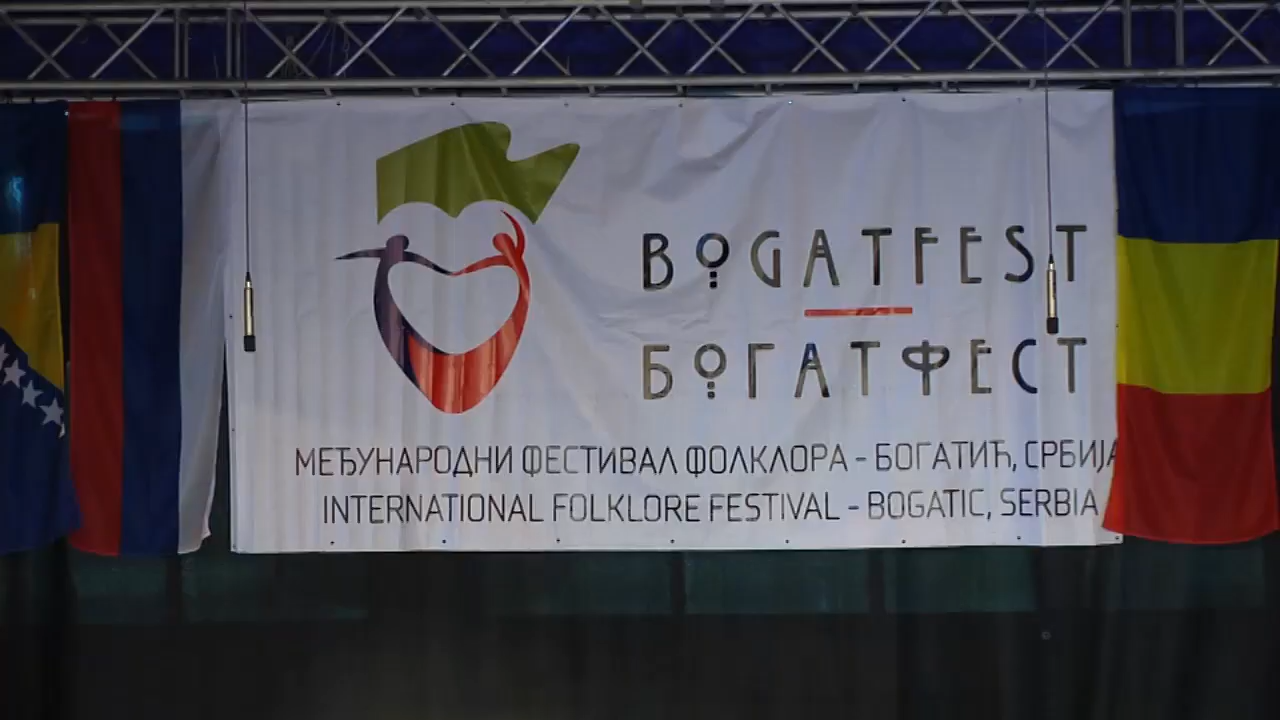 BOGATFEST
БОГАТФЕСТ
МЕЂУНАРОДНИ ФЕСТИВАЛ ФОЛКЛОРА - БОГАТИЋ, СРБИЈА
INTERNATIONAL FOLKLORE FESTIVAL - BOGATIC, SERBIA